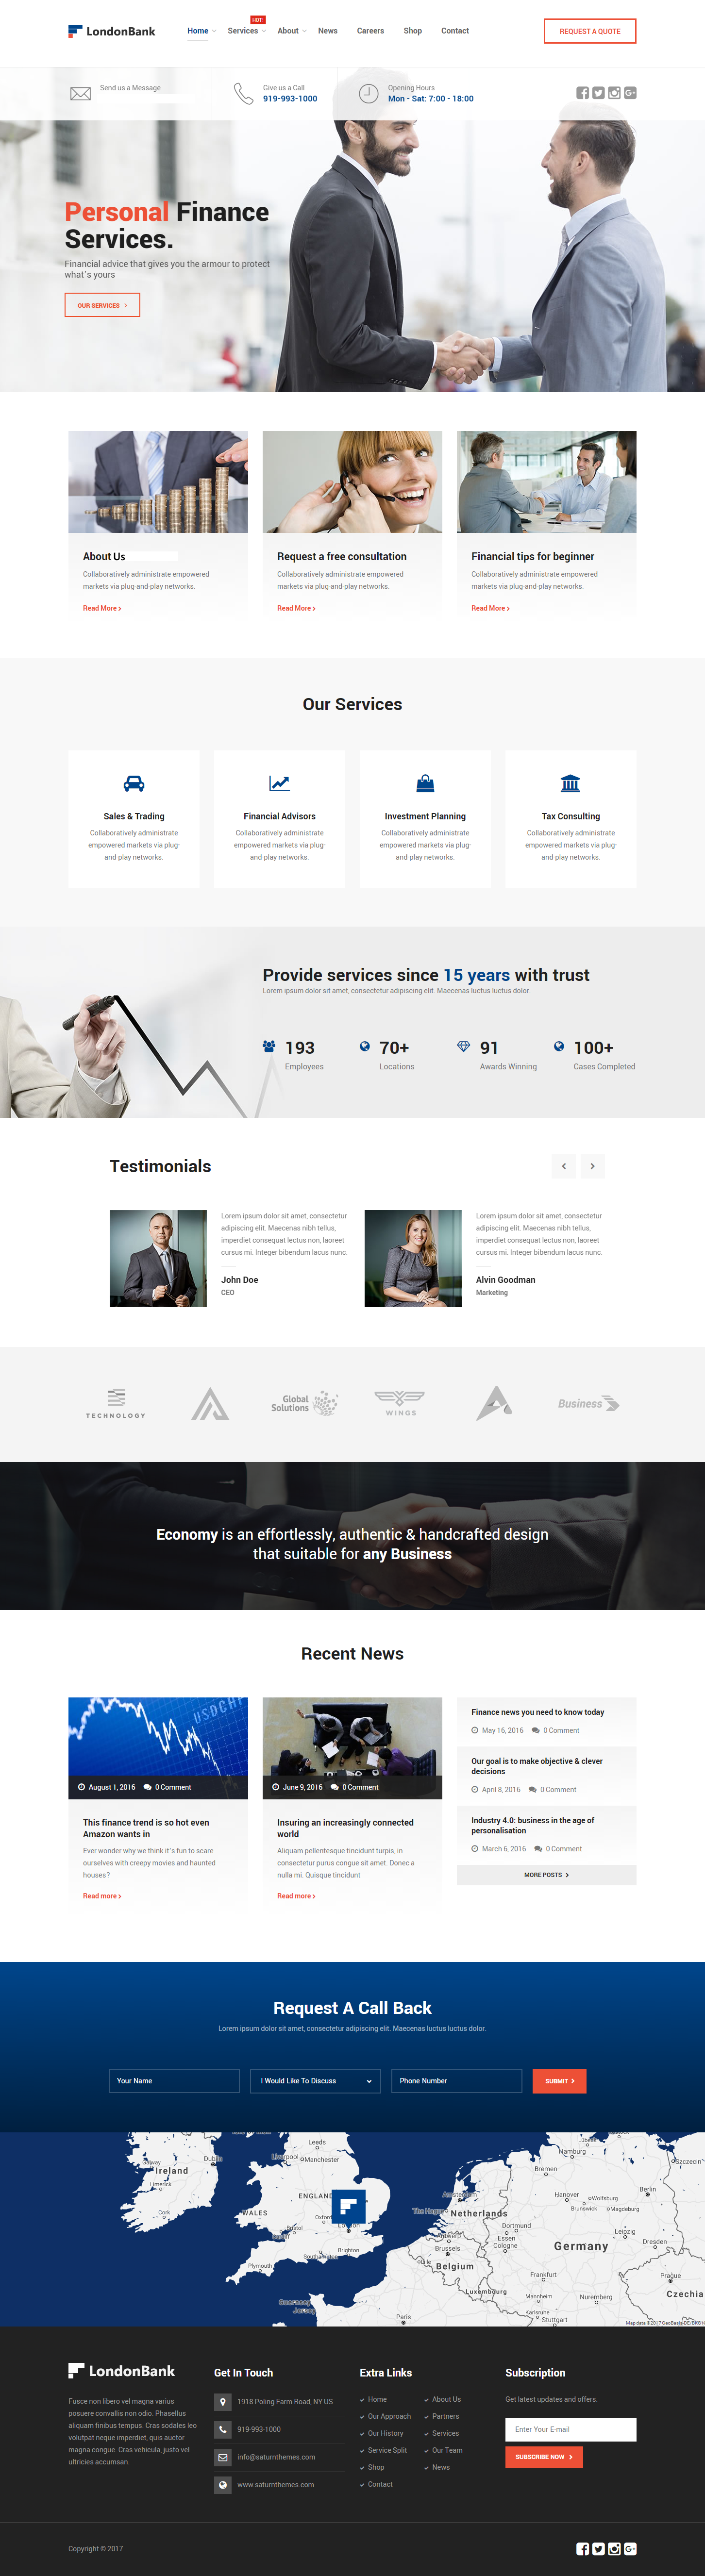 LondonBank
Home
Services
HOT!
About
News
Careers
Shop
Contact
REQUEST A QUOTE
Send us a Message
Give us a Call
919-993-1000
Opening Hours
Mon - Sat: 7:00 - 18:00
Personal Finance
Services.
Financial advice that gives you the armour to protect
what's yours
OUR SERVICES
About Us
Collaboratively administrate empowered
markets via plug-and-play networks.
Read More
Request a free consultation
Collaboratively administrate empowered
markets via plug-and-play networks.
Read More
Financial tips for beginner
Collaboratively administrate empowered
markets via plug-and-play networks.
Read More
Our Services
Sales & Trading
Collaboratively administrate
empowered markets via plug-
and-play networks.
Financial Advisors
Collaboratively administrate
empowered markets via plug-
and-play networks.
Investment Planning
Collaboratively administrate
empowered markets via plug-
and-play networks.
Tax Consulting
Collaboratively administrate
empowered markets via plug-
and-play networks.
Provide services since 15 years with trust
Lorem ipsum dolor sit amet, consectetur adipiscing elit. Maecenas luctus luctus dolor.
193
Employees
70+
Locations
91
Awards Winning
100+
Cases Completed
Testimonials
Lorem ipsum dolor sit amet, consectetur
adipiscing elit. Maecenas nibh tellus,
imperdiet consequat lectus non, laoreet
cursus mi. Integer bibendum lacus nunc.
John Doe
CEO
Lorem ipsum dolor sit amet, consectetur
adipiscing elit. Maecenas nibh tellus,
imperdiet consequat lectus non, laoreet
cursus mi. Integer bibendum lacus nunc.
Alvin Goodman
Marketing
TECHNOLOGY
Global
Solutions
WINGS
Business
Economy is an effortlessly, authentic & handcrafted design
that suitable for any Business
Recent News
USDCHF
August 1, 2016
0 Comment
This finance trend is so hot even
Amazon wants in
Ever wonder why we think it's fun to scare
ourselves with creepy movies and haunted
houses?
Read more
June 9, 2016
0 Comment
Insuring an increasingly connected
world
Aliquam pellentesque tincidunt turpis, in
consectetur purus congue sit amet. Donec a
nulla mi. Quisque tincidunt
Read more
Finance news you need to know today
May 16, 2016
0 Comment
Our goal is to make objective & clever
decisions
April 8, 2016
0 Comment
Industry 4.0: business in the age of
personalisation
March 6, 2016
0 Comment
MORE POSTS
Request A Call Back
Lorem ipsum dolor sit amet, consectetur adipiscing elit. Maecenas luctus luctus dolor.
Your Name
I Would Like To Discuss
Phone Number
SUBMIT
Leeds
Manchester
Ireland
Limerick
Cork
ENGLAND
WALES
Brighton
Plymouth
Paris
Netherlands
Brussels
Belgium
Luxembourg
Hamburg
Bremen
Hanover
Wolfsburg
Brunswick
Magdeburg
Berlin
Szczecin
Dortmund
Essen
Cologne
Leipzig
Dresden
Germany
Frankfurt
Prague
Czechia
Mannheim
Nuremberg
Karlsruhe
Stuttgart
LondonBank
Fusce non libero vel magna varius
posuere convallis non odio. Phasellus
aliquam finibus tempus. Cras sodales leo
volutpat neque imperdiet, quis auctor
magna congue. Cras vehicula, justo vel
ultricies accumsan.
Get In Touch
1918 Poling Farm Road, NY US
919-993-1000
info@saturnthemes.com
www.saturnthemes.com
Extra Links
Home
Our Approach
Our History
Service Split
Shop
Contact
About Us
Partners
Services
Our Team
News
Subscription
Get latest updates and offers.
Enter Your E-mail
SUBSCRIBE NOW
Copyright © 2017